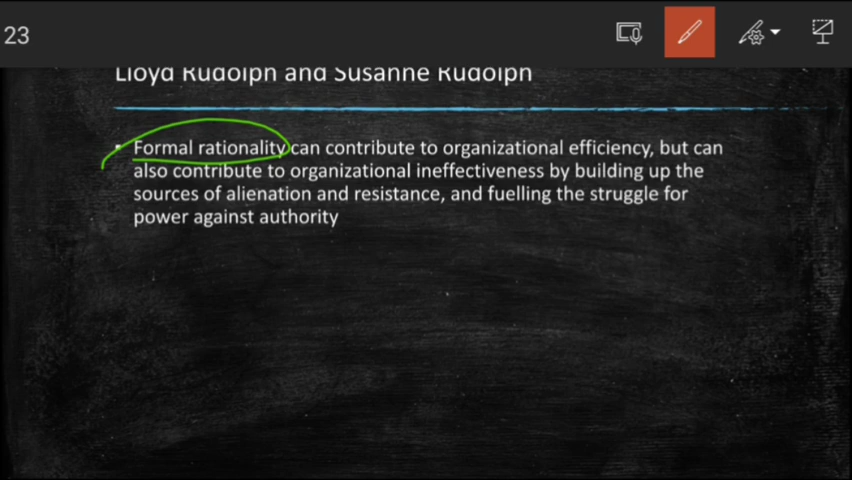 23
Lloyd Rudolph and Susanne Rudolph
Formal rationality can contribute to organizational efficiency, but can
also contribute to organizational ineffectiveness by building up the
sources of alienation and resistance, and fuelling the struggle for
power against authority